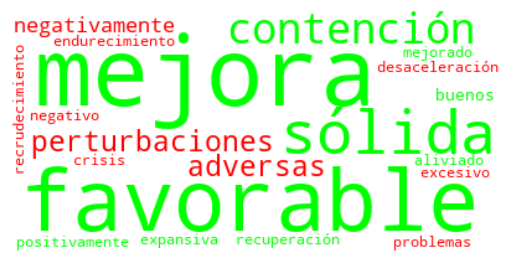 negativamente
contención
endurecimiento
mejorado
mejora
desaceleración
recrudecimiento
buenos
negativo
sólida
perturbaciones
crisis
adversas
aliviado
excesivo
favorable
positivamente
expansiva
recuperación
problemas